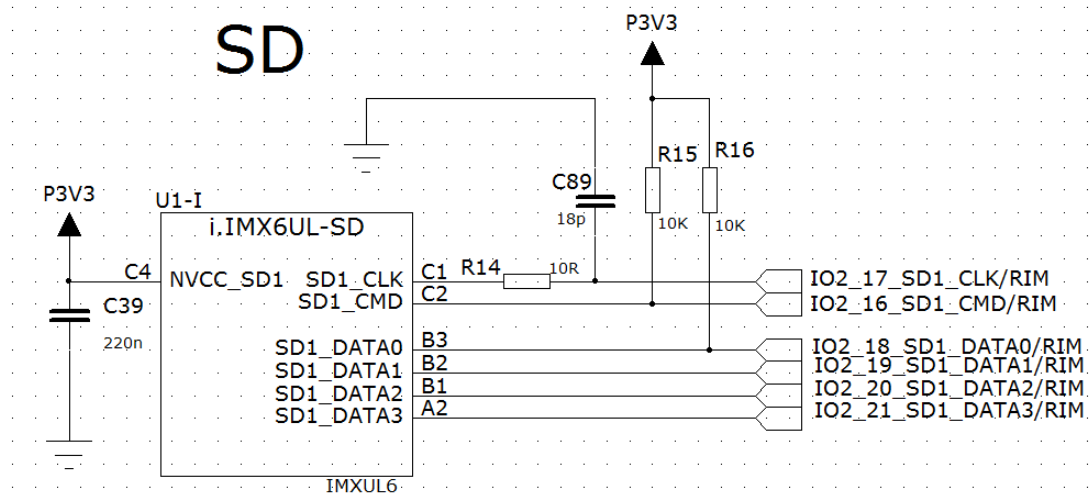 SD
P3V3
R15 R16
C89
18p
10K 10K
P3V3
U1-I
i.IMX6UL-SD
C4 NVCC_SD1 SD1_CLK C1 R14 10R IO2_17_SD1_CLK/RIM
SD1_CMD C2 IO2_16_SD1_CMD/RIM
C39
220n
SD1_DATA0 B3 IO2_18_SD1_DATA0/RIM
SD1_DATA1 B2 IO2_19_SD1_DATA1/RIM
SD1_DATA2 B1 IO2_20_SD1_DATA2/RIM
SD1_DATA3 A2 IO2_21_SD1_DATA3/RIM
IMXUL6